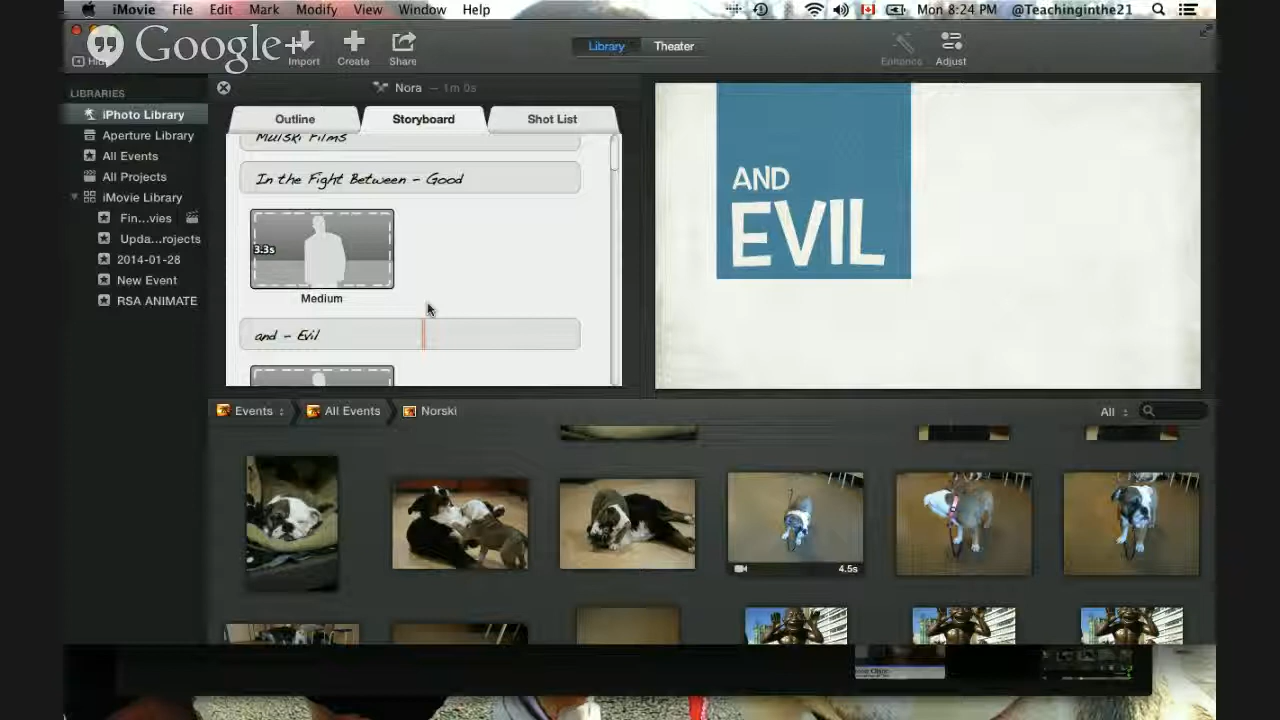 iMovie File Edit Mark Modify View Window Help Mon 8:24 PM @Teachinginthe21
Google+
Import Create Share
Library Theater
Enhance Adjust
LIBRARIES
iPhoto Library
Aperture Library
All Events
All Projects
iMovie Library
Fin...vies
Upda...rojects
2014-01-28
New Event
RSA ANIMATE
Nora – 1m 0s
Outline Storyboard Shot List
Mulski Films
In the Fight Between - Good
3.3s
Medium
and - Evil
AND
EVIL
Events All Events Norski
All
4.5s